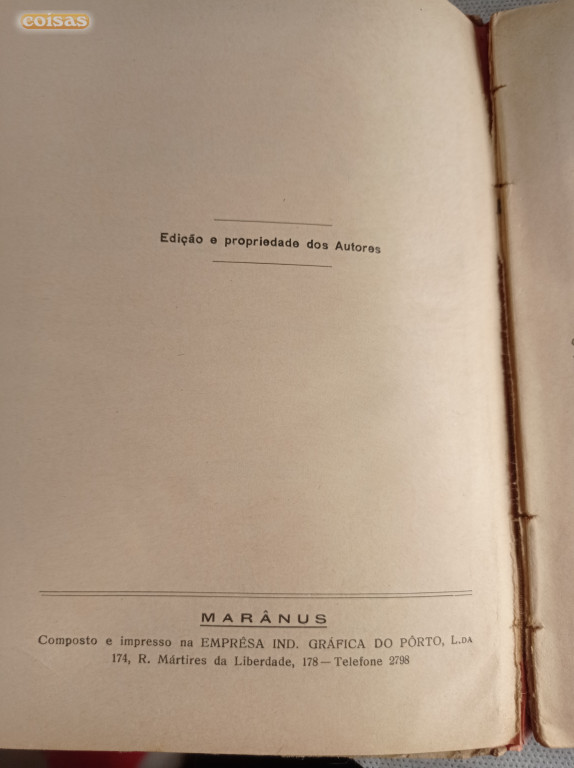 coisas
Edição e propriedade dos Autores
MARÂNUS
Composto e impresso na EMPRÊSA IND. GRÁFICA DO PÔRTO, L.DA
174, R. Mártires da Liberdade, 178 — Telefone 2798